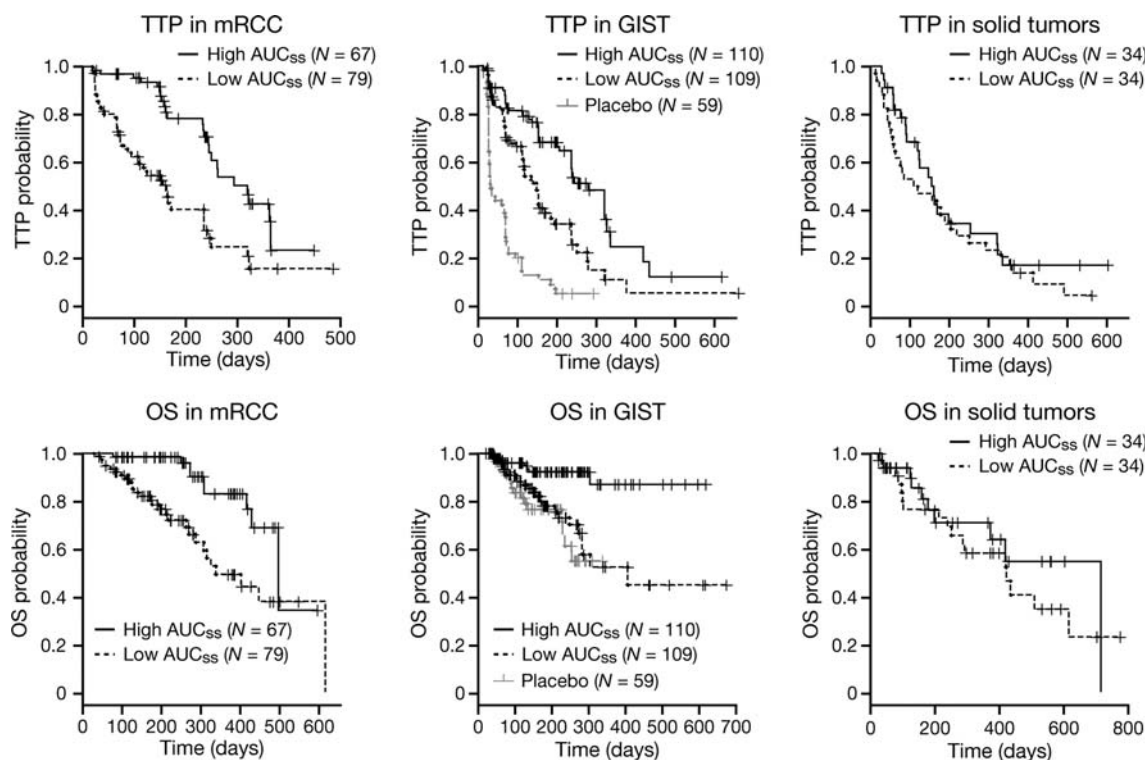 TTP in mRCC
High AUCss (N = 67)
Low AUCss (N = 79)
TTP probability
1.0
0.8
0.6
0.4
0.2
0
0 100 200 300 400 500
Time (days)
TTP in GIST
High AUCss (N = 110)
Low AUCss (N = 109)
Placebo (N = 59)
TTP probability
1.0
0.8
0.6
0.4
0.2
0
0 100 200 300 400 500 600
Time (days)
TTP in solid tumors
High AUCss (N = 34)
Low AUCss (N = 34)
TTP probability
1.0
0.8
0.6
0.4
0.2
0
0 100 200 300 400 500 600
Time (days)
OS in mRCC
OS probability
1.0
0.8
0.6
0.4
0.2
0
High AUCss (N = 67)
Low AUCss (N = 79)
0 100 200 300 400 500 600
Time (days)
OS in GIST
OS probability
1.0
0.8
0.6
0.4
0.2
0
High AUCss (N = 110)
Low AUCss (N = 109)
Placebo (N = 59)
0 100 200 300 400 500 600 700
Time (days)
OS in solid tumors
High AUCss (N = 34)
Low AUCss (N = 34)
OS probability
1.0
0.8
0.6
0.4
0.2
0
0 200 400 600 800
Time (days)